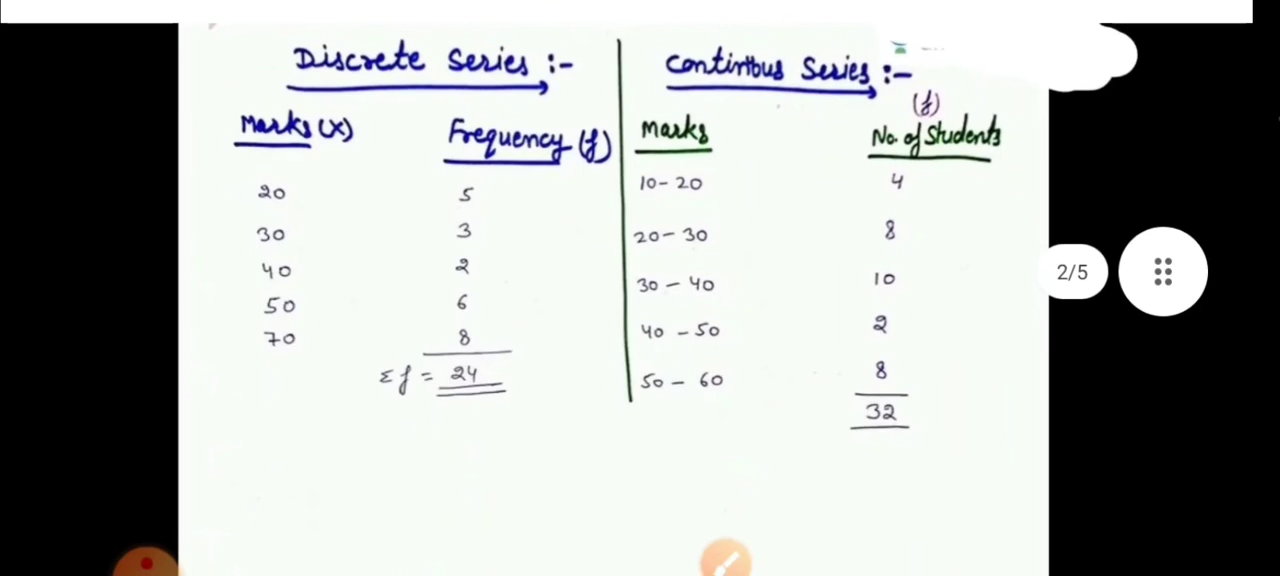 Discrete Series :-
Marks (x) Frequency (f)
20 5
30 3
40 2
50 6
70 8
Σf = 24
Continuous Series :-
(f)
Marks No. of Students
10-20 4
20-30 8
30-40 10
40-50 2
50-60 8
32
2/5